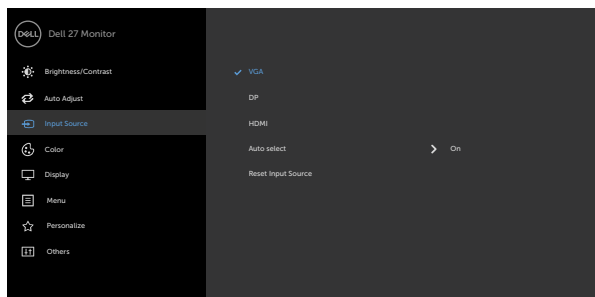 DELL Dell 27 Monitor
Brightness/Contrast
Auto Adjust
Input Source
Color
Display
Menu
Personalize
Others
VGA
DP
HDMI
Auto select On
Reset Input Source